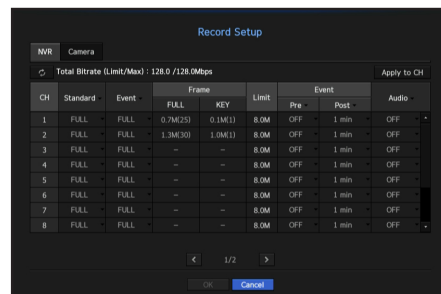 Record Setup
NVR Camera
Total Bitrate (Limit/Max) : 128.0 /128.0Mbps Apply to CH
CH Standard Event Frame Limit Event Audio
FULL KEY Pre Post
1 FULL FULL 0.7M(25) 0.1M(1) 8.0M OFF 1 min OFF
2 FULL FULL 1.3M(30) 1.0M(1) 8.0M OFF 1 min OFF
3 FULL FULL – – 8.0M OFF 1 min OFF
4 FULL FULL – – 8.0M OFF 1 min OFF
5 FULL FULL – – 8.0M OFF 1 min OFF
6 FULL FULL – – 8.0M OFF 1 min OFF
7 FULL FULL – – 8.0M OFF 1 min OFF
8 FULL FULL – – 8.0M OFF 1 min OFF
< 1/2 >
OK Cancel